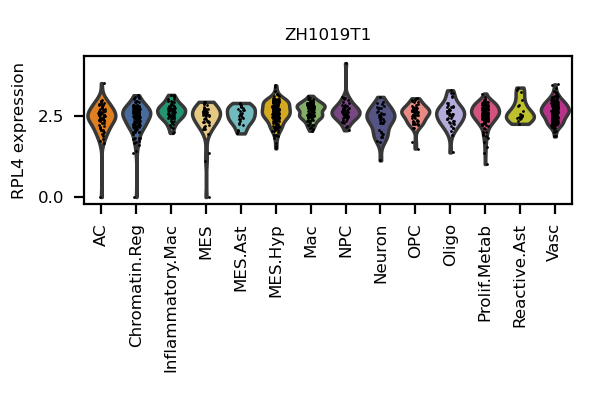 ZH1019T1
RPL4 expression
2.5
0.0
AC
Chromatin.Reg
Inflammatory.Mac
MES
MES.Ast
MES.Hyp
Mac
NPC
Neuron
OPC
Oligo
Prolif.Metab
Reactive.Ast
Vasc